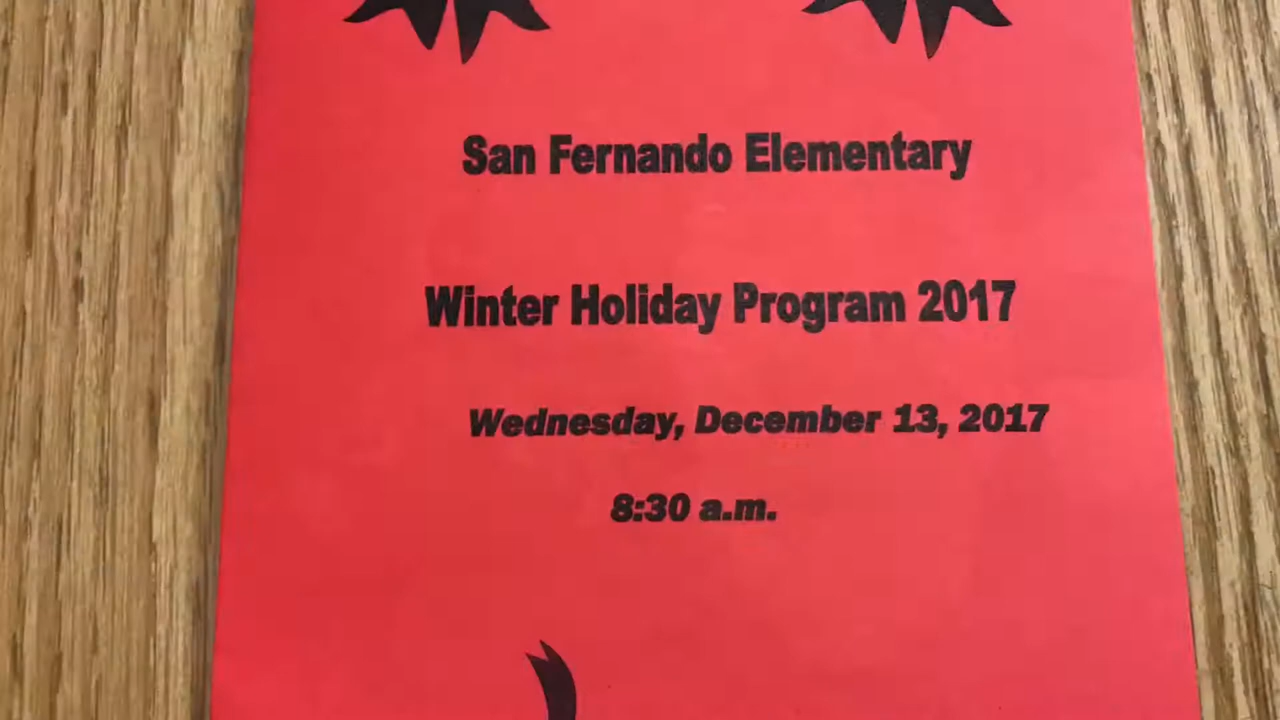 San Fernando Elementary
Winter Holiday Program 2017
Wednesday, December 13, 2017
8:30 a.m.